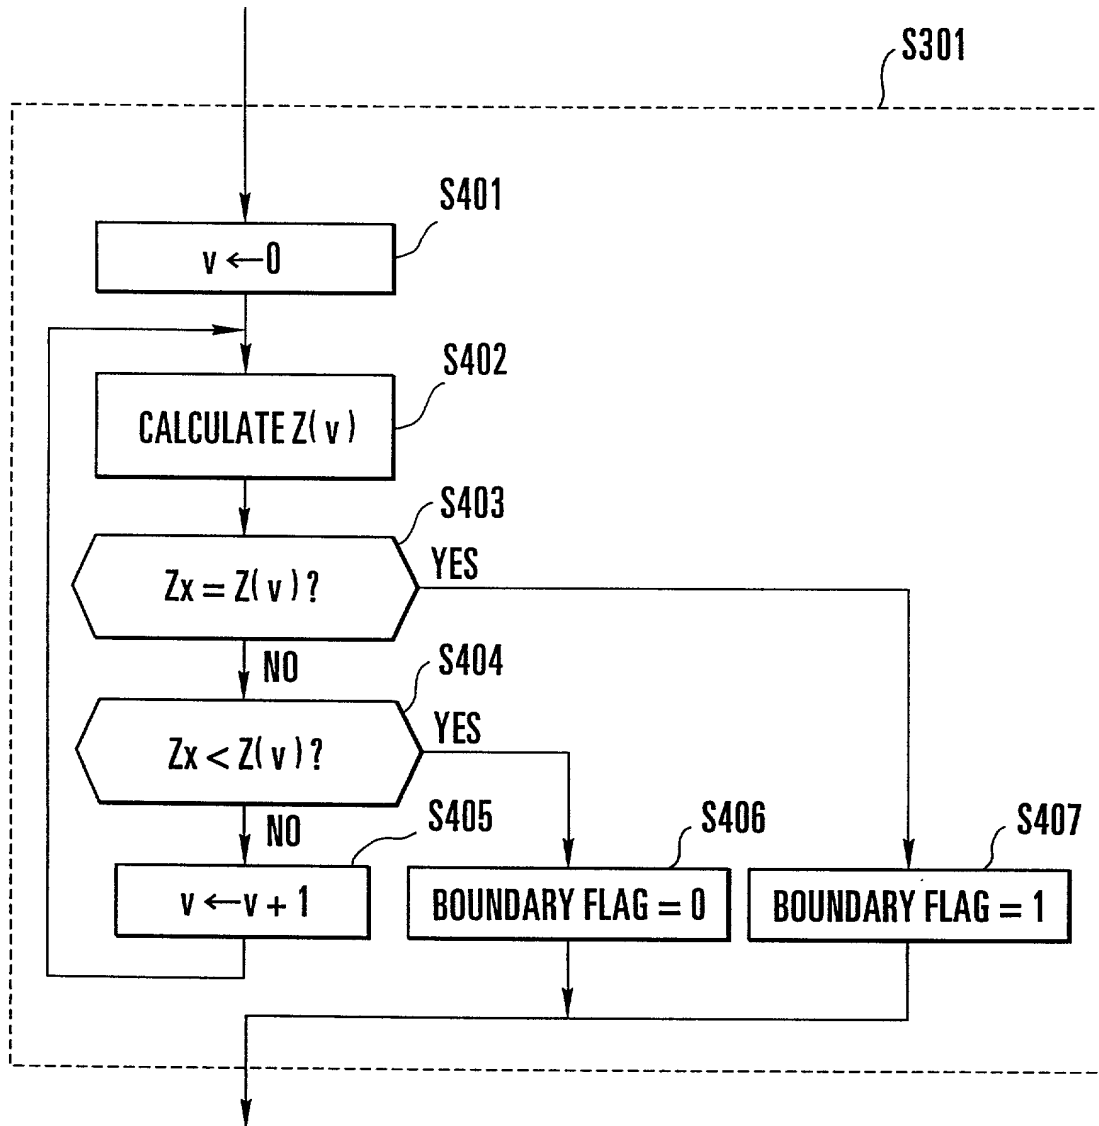 S301
S401
v ← 0
S402
CALCULATE Z( v )
S403
Zx = Z( v ) ?
YES
NO
S404
Zx < Z( v ) ?
YES
NO
S405
v ← v + 1
S406
BOUNDARY FLAG = 0
S407
BOUNDARY FLAG = 1